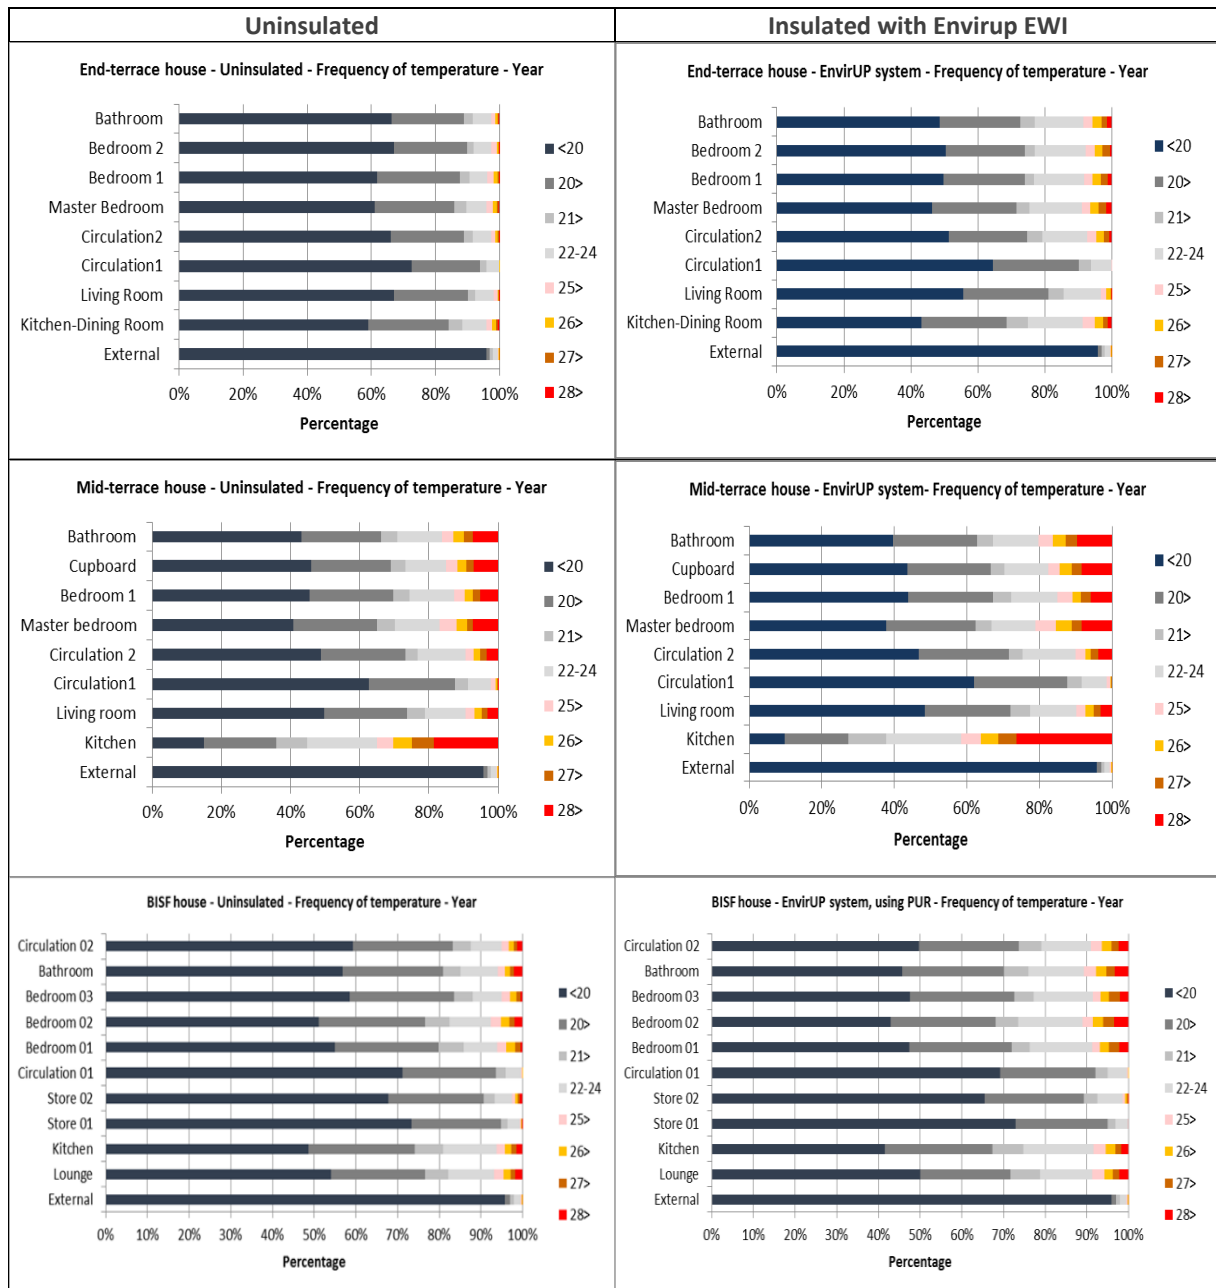 Uninsulated
Insulated with Envirup EWI
End-terrace house - Uninsulated - Frequency of temperature - Year
Bathroom
Bedroom 2
Bedroom 1
Master Bedroom
Circulation2
Circulation1
Living Room
Kitchen-Dining Room
External
0% 20% 40% 60% 80% 100%
Percentage
<20
20>
21>
22-24
25>
26>
27>
28>
End-terrace house - EnvirUP system - Frequency of temperature - Year
Bathroom
Bedroom 2
Bedroom 1
Master Bedroom
Circulation2
Circulation1
Living Room
Kitchen-Dining Room
External
0% 20% 40% 60% 80% 100%
Percentage
<20
20>
21>
22-24
25>
26>
27>
28>
Mid-terrace house - Uninsulated - Frequency of temperature - Year
Bathroom
Cupboard
Bedroom 1
Master bedroom
Circulation 2
Circulation1
Living room
Kitchen
External
0% 20% 40% 60% 80% 100%
Percentage
<20
20>
21>
22-24
25>
26>
27>
28>
Mid-terrace house - EnvirUP system- Frequency of temperature - Year
Bathroom
Cupboard
Bedroom 1
Master bedroom
Circulation 2
Circulation1
Living room
Kitchen
External
0% 20% 40% 60% 80% 100%
Percentage
<20
20>
21>
22-24
25>
26>
27>
28>
BISF house - Uninsulated - Frequency of temperature - Year
Circulation 02
Bathroom
Bedroom 03
Bedroom 02
Bedroom 01
Circulation 01
Store 02
Store 01
Kitchen
Lounge
External
0% 10% 20% 30% 40% 50% 60% 70% 80% 90% 100%
Percentage
<20
20>
21>
22-24
25>
26>
27>
28>
BISF house - EnvirUP system, using PUR - Frequency of temperature - Year
Circulation 02
Bathroom
Bedroom 03
Bedroom 02
Bedroom 01
Circulation 01
Store 02
Store 01
Kitchen
Lounge
External
0% 10% 20% 30% 40% 50% 60% 70% 80% 90% 100%
Percentage
<20
20>
21>
22-24
25>
26>
27>
28>